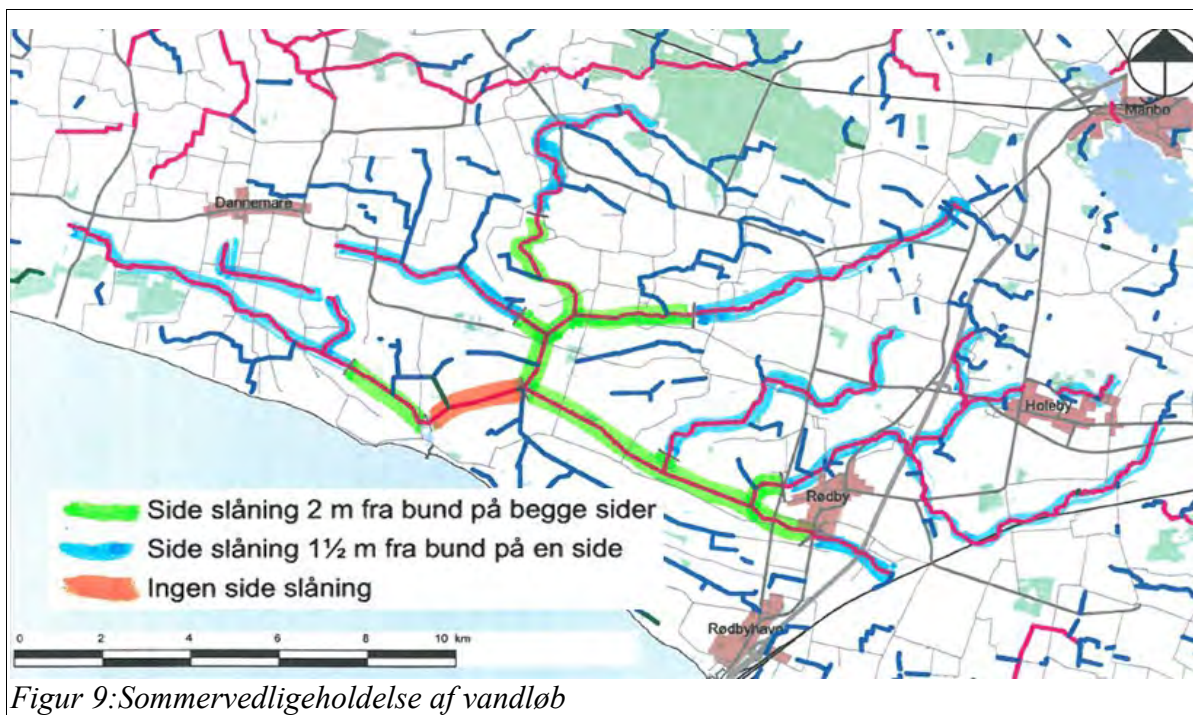 Maribo
Dannemare
Holeby
Rødby
Side slåning 2 m fra bund på begge sider
Side slåning 1½ m fra bund på en side
Ingen side slåning
Rødbyhavn
0 2 4 6 8 10 km
Figur 9:Sommervedligeholdelse af vandløb